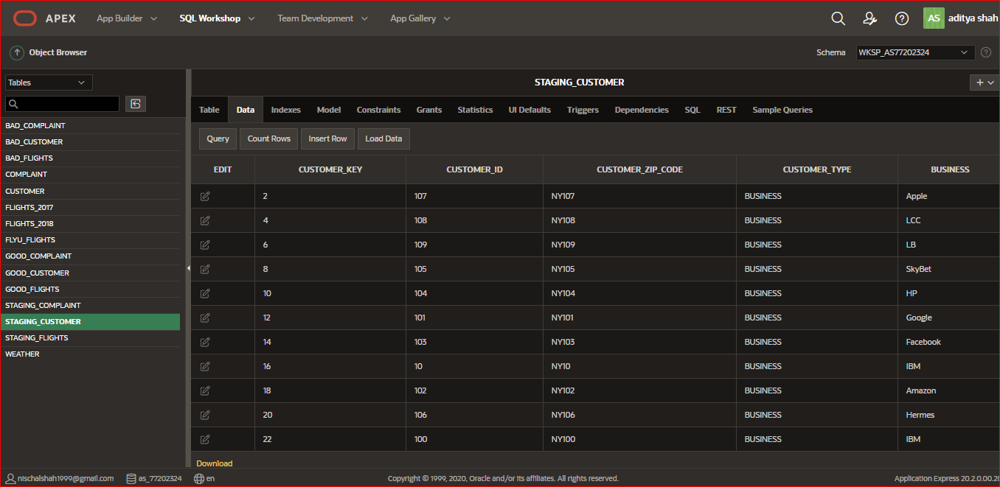 APEX App Builder SQL Workshop Team Development App Gallery AS aditya shah
Object Browser Schema WKSP_AS77202324
Tables
STAGING_CUSTOMER
Table Data Indexes Model Constraints Grants Statistics UI Defaults Triggers Dependencies SQL REST Sample Queries
Query Count Rows Insert Row Load Data
BAD_COMPLAINT
BAD_CUSTOMER
BAD_FLIGHTS
COMPLAINT
CUSTOMER
FLIGHTS_2017
FLIGHTS_2018
FLYU_FLIGHTS
GOOD_COMPLAINT
GOOD_CUSTOMER
GOOD_FLIGHTS
STAGING_COMPLAINT
STAGING_CUSTOMER
STAGING_FLIGHTS
WEATHER
EDIT CUSTOMER_KEY CUSTOMER_ID CUSTOMER_ZIP_CODE CUSTOMER_TYPE BUSINESS
2 107 NY107 BUSINESS Apple
4 108 NY108 BUSINESS LCC
6 109 NY109 BUSINESS LB
8 105 NY105 BUSINESS SkyBet
10 104 NY104 BUSINESS HP
12 101 NY101 BUSINESS Google
14 103 NY103 BUSINESS Facebook
16 10 NY10 BUSINESS IBM
18 102 NY102 BUSINESS Amazon
20 106 NY106 BUSINESS Hermes
22 100 NY100 BUSINESS IBM
Download
nischalshah1999@gmail.com as_77202324 en Copyright © 1999, 2020, Oracle and/or its affiliates. All rights reserved. Application Express 20.2.0.00.20